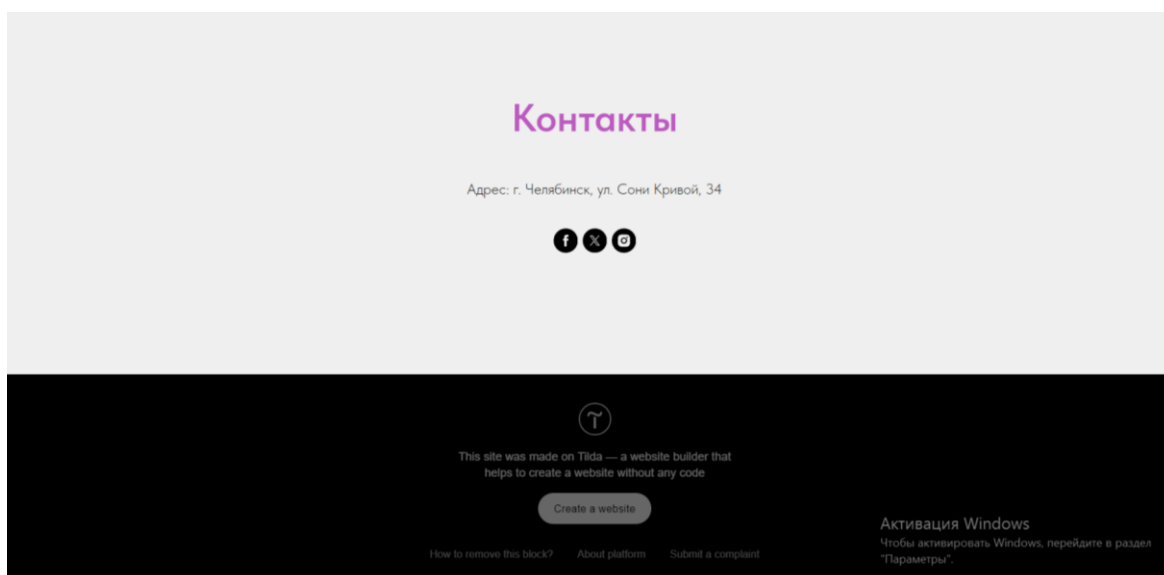 Контакты
Адрес: г. Челябинск, ул. Сони Кривой, 34
This site was made on Tilda — a website builder that
helps to create a website without any code
Create a website
How to remove this block? About platform Submit a complaint
Активация Windows
Чтобы активировать Windows, перейдите в раздел
"Параметры".